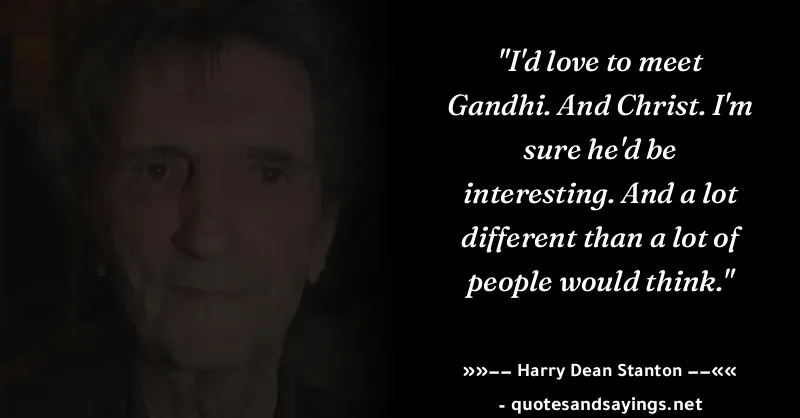 "I'd love to meet
Gandhi. And Christ. I'm
sure he'd be
interesting. And a lot
different than a lot of
people would think."
»»−− Harry Dean Stanton −−««
- quotesandsayings.net